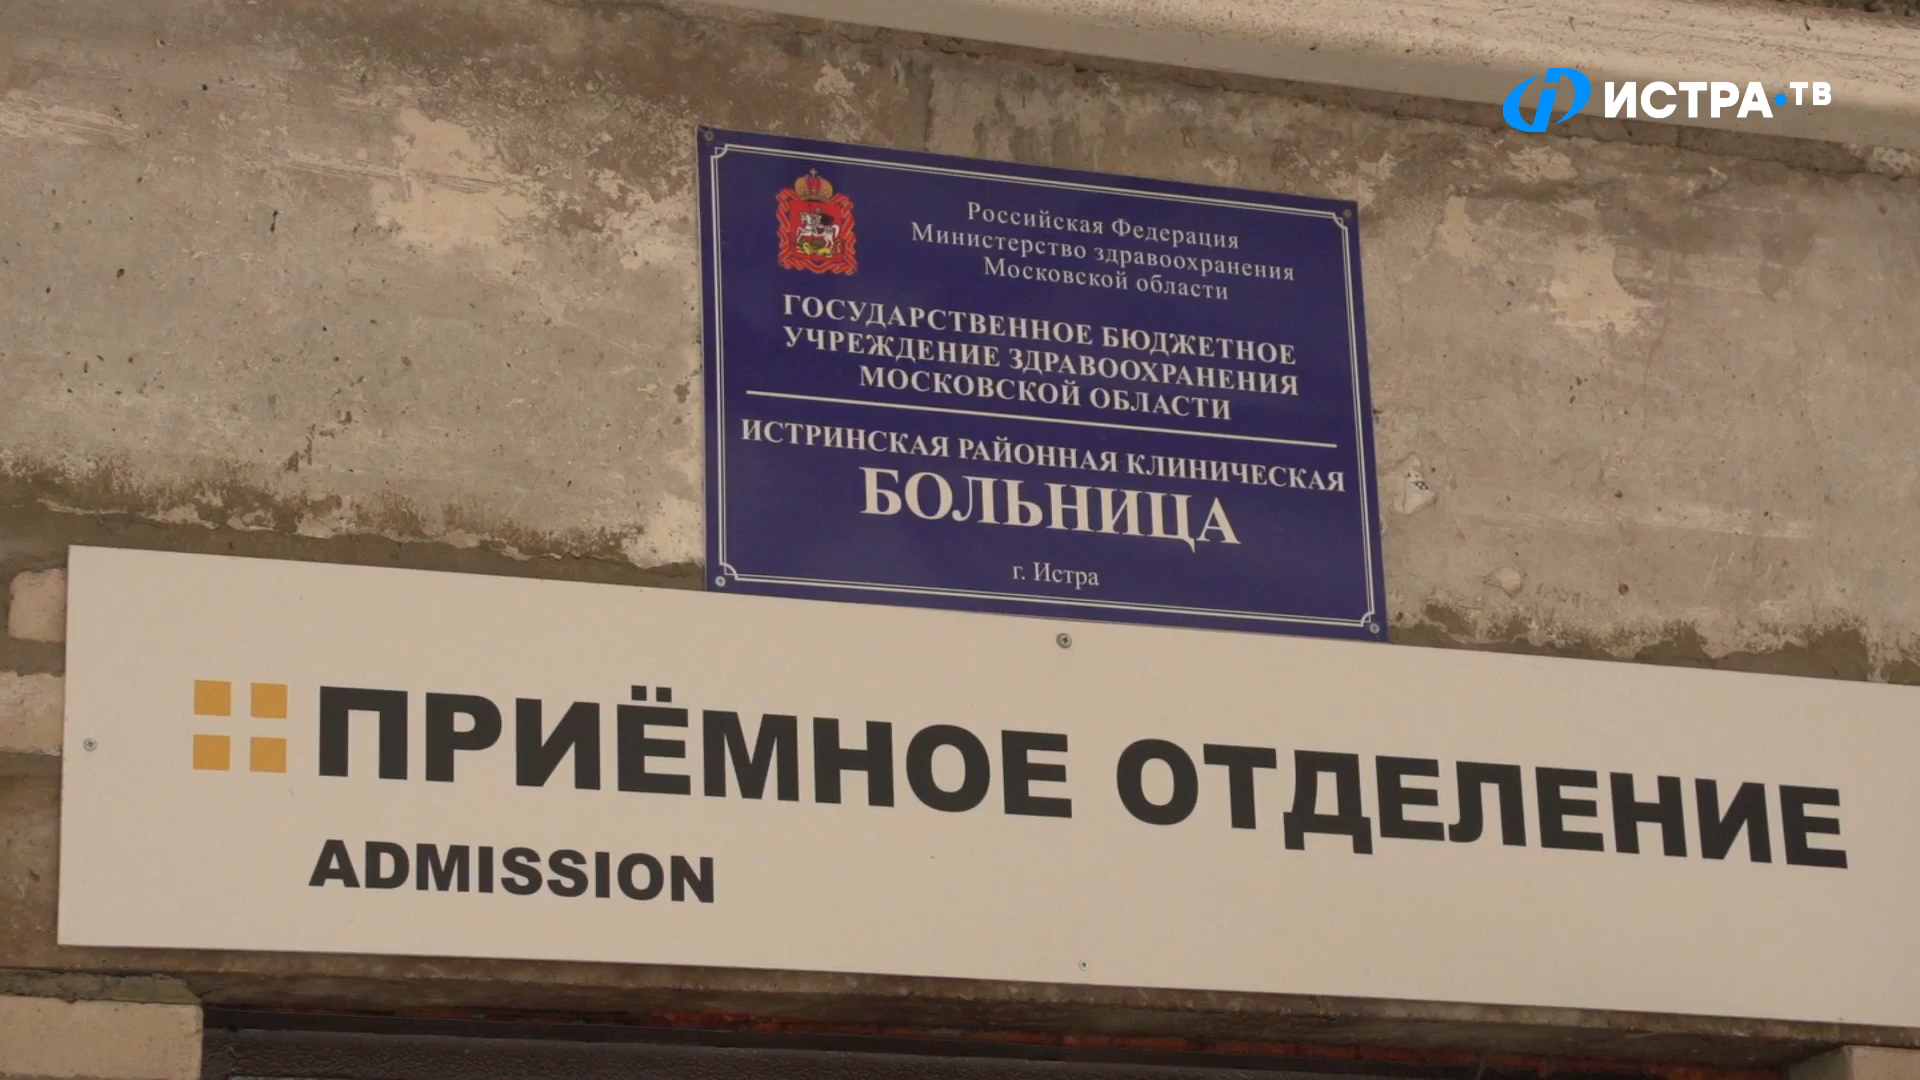 ИСТРА•ТВ
Российская Федерация
Министерство здравоохранения
Московской области
ГОСУДАРСТВЕННОЕ БЮДЖЕТНОЕ
УЧРЕЖДЕНИЕ ЗДРАВООХРАНЕНИЯ
МОСКОВСКОЙ ОБЛАСТИ
ИСТРИНСКАЯ РАЙОННАЯ КЛИНИЧЕСКАЯ
БОЛЬНИЦА
г. Истра
ПРИЁМНОЕ ОТДЕЛЕНИЕ
ADMISSION